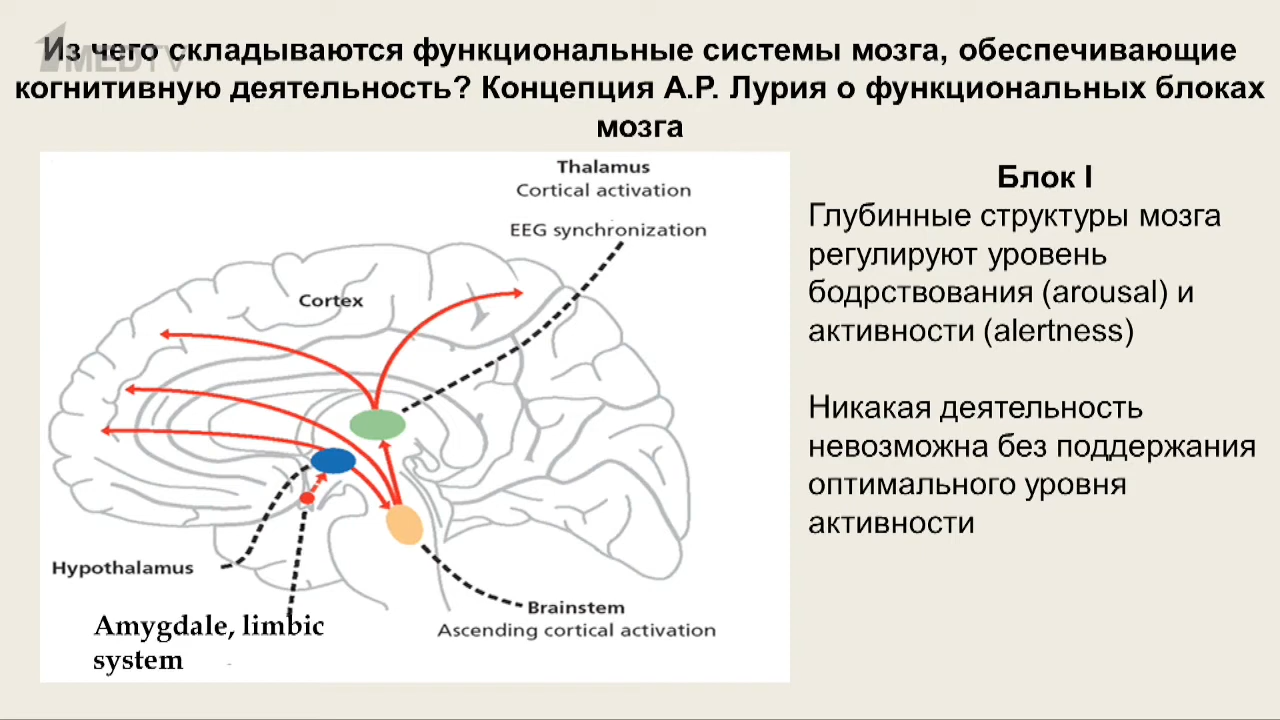 1MEDTV
Из чего складываются функциональные системы мозга, обеспечивающие
когнитивную деятельность? Концепция А.Р. Лурия о функциональных блоках
мозга
Thalamus
Cortical activation
EEG synchronization
Cortex
Hypothalamus
Amygdale, limbic
system
Brainstem
Ascending cortical activation
Блок I
Глубинные структуры мозга
регулируют уровень
бодрствования (arousal) и
активности (alertness)
Никакая деятельность
невозможна без поддержания
оптимального уровня
активности